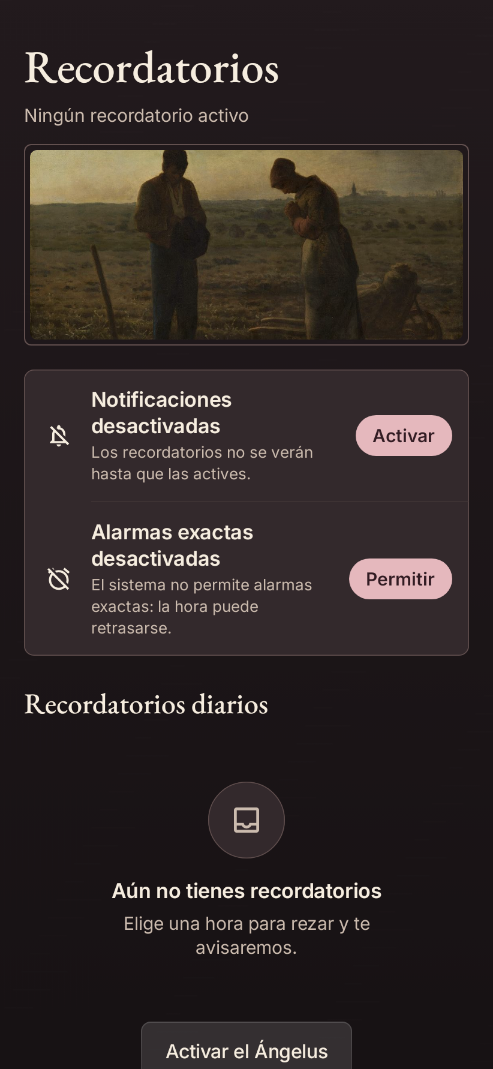 Recordatorios
Ningún recordatorio activo
Notificaciones
desactivadas
Los recordatorios no se verán
hasta que las actives.
Activar
Alarmas exactas
desactivadas
El sistema no permite alarmas
exactas: la hora puede
retrasarse.
Permitir
Recordatorios diarios
Aún no tienes recordatorios
Elige una hora para rezar y te
avisaremos.
Activar el Ángelus